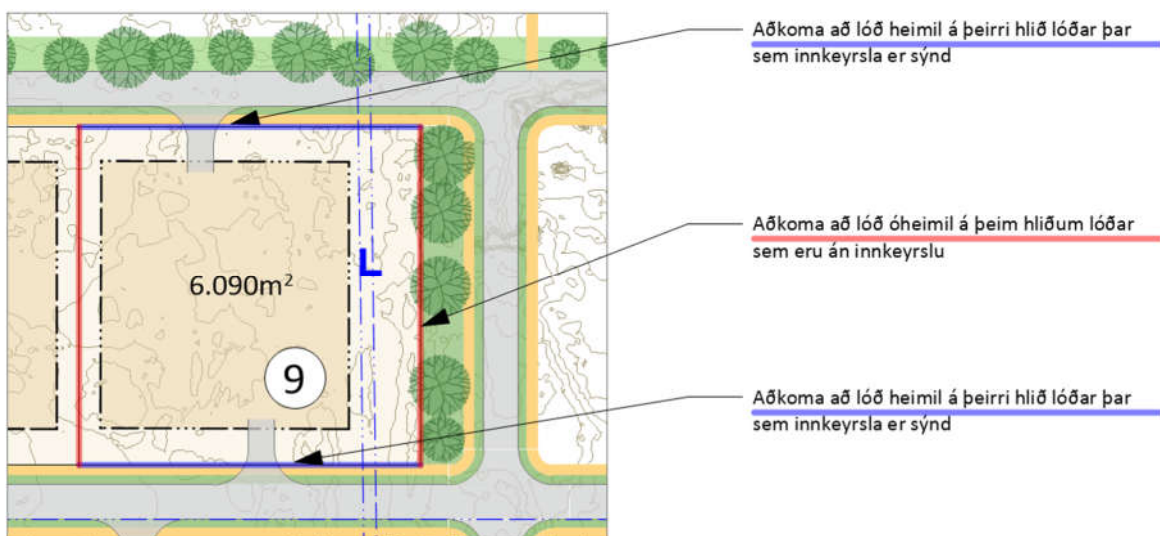 Aðkoma að lóð heimil á þeirri hlið lóðar þar
sem innkeyrsla er sýnd
Aðkoma að lóð óheimil á þeim hliðum lóðar
sem eru án innkeyrslu
L
6.090m²
9
Aðkoma að lóð heimil á þeirri hlið lóðar þar
sem innkeyrsla er sýnd